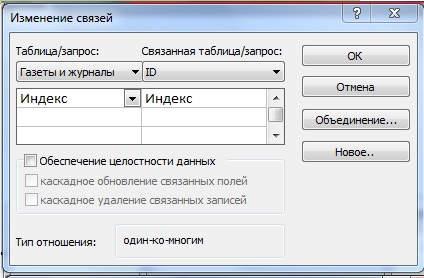 Изменение связей
Таблица/запрос: Связанная таблица/запрос:
Газеты и журналы ID
Индекс Индекс
Обеспечение целостности данных
каскадное обновление связанных полей
каскадное удаление связанных записей
Тип отношения: один-ко-многим
ОК
Отмена
Объединение...
Новое..